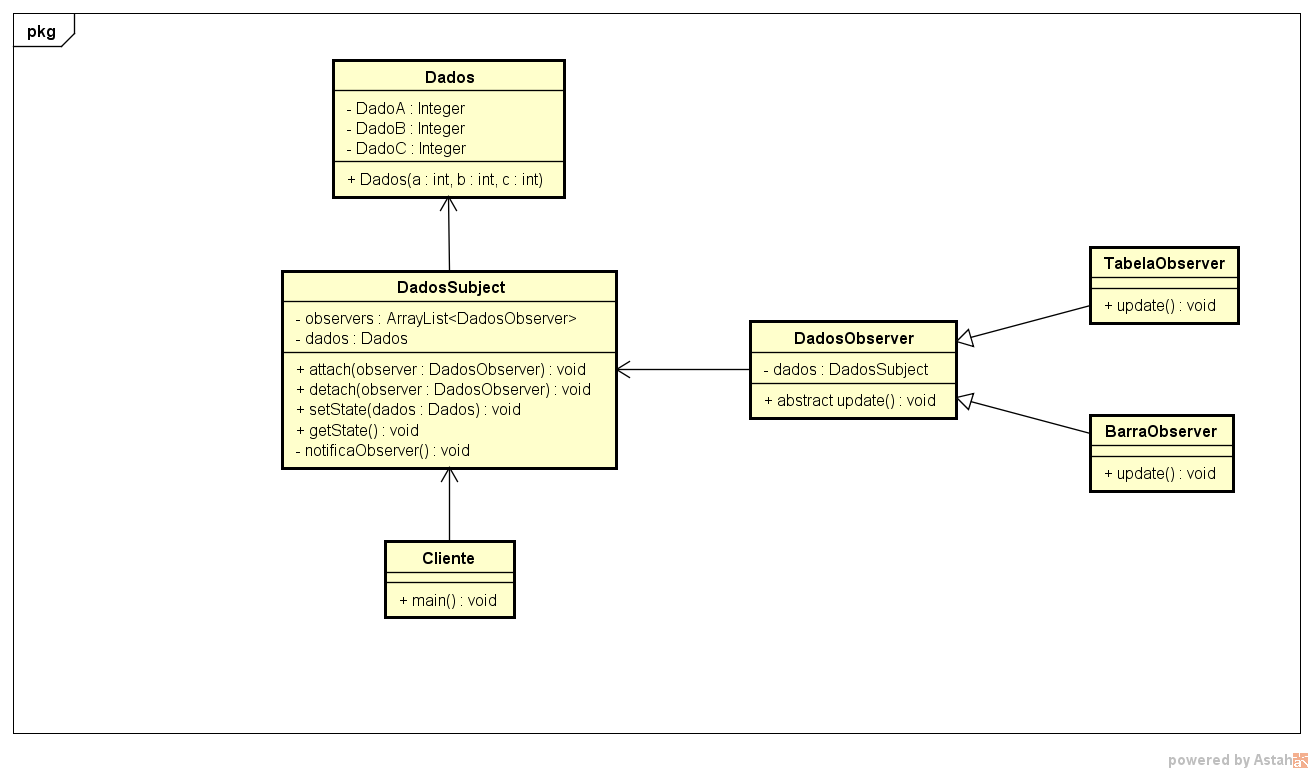 pkg
Dados
- DadoA : Integer
- DadoB : Integer
- DadoC : Integer
+ Dados(a : int, b : int, c : int)
DadosSubject
- observers : ArrayList<DadosObserver>
- dados : Dados
+ attach(observer : DadosObserver) : void
+ detach(observer : DadosObserver) : void
+ setState(dados : Dados) : void
+ getState() : void
- notificaObserver() : void
DadosObserver
- dados : DadosSubject
+ abstract update() : void
TabelaObserver
+ update() : void
BarraObserver
+ update() : void
Cliente
+ main() : void
powered by Astah